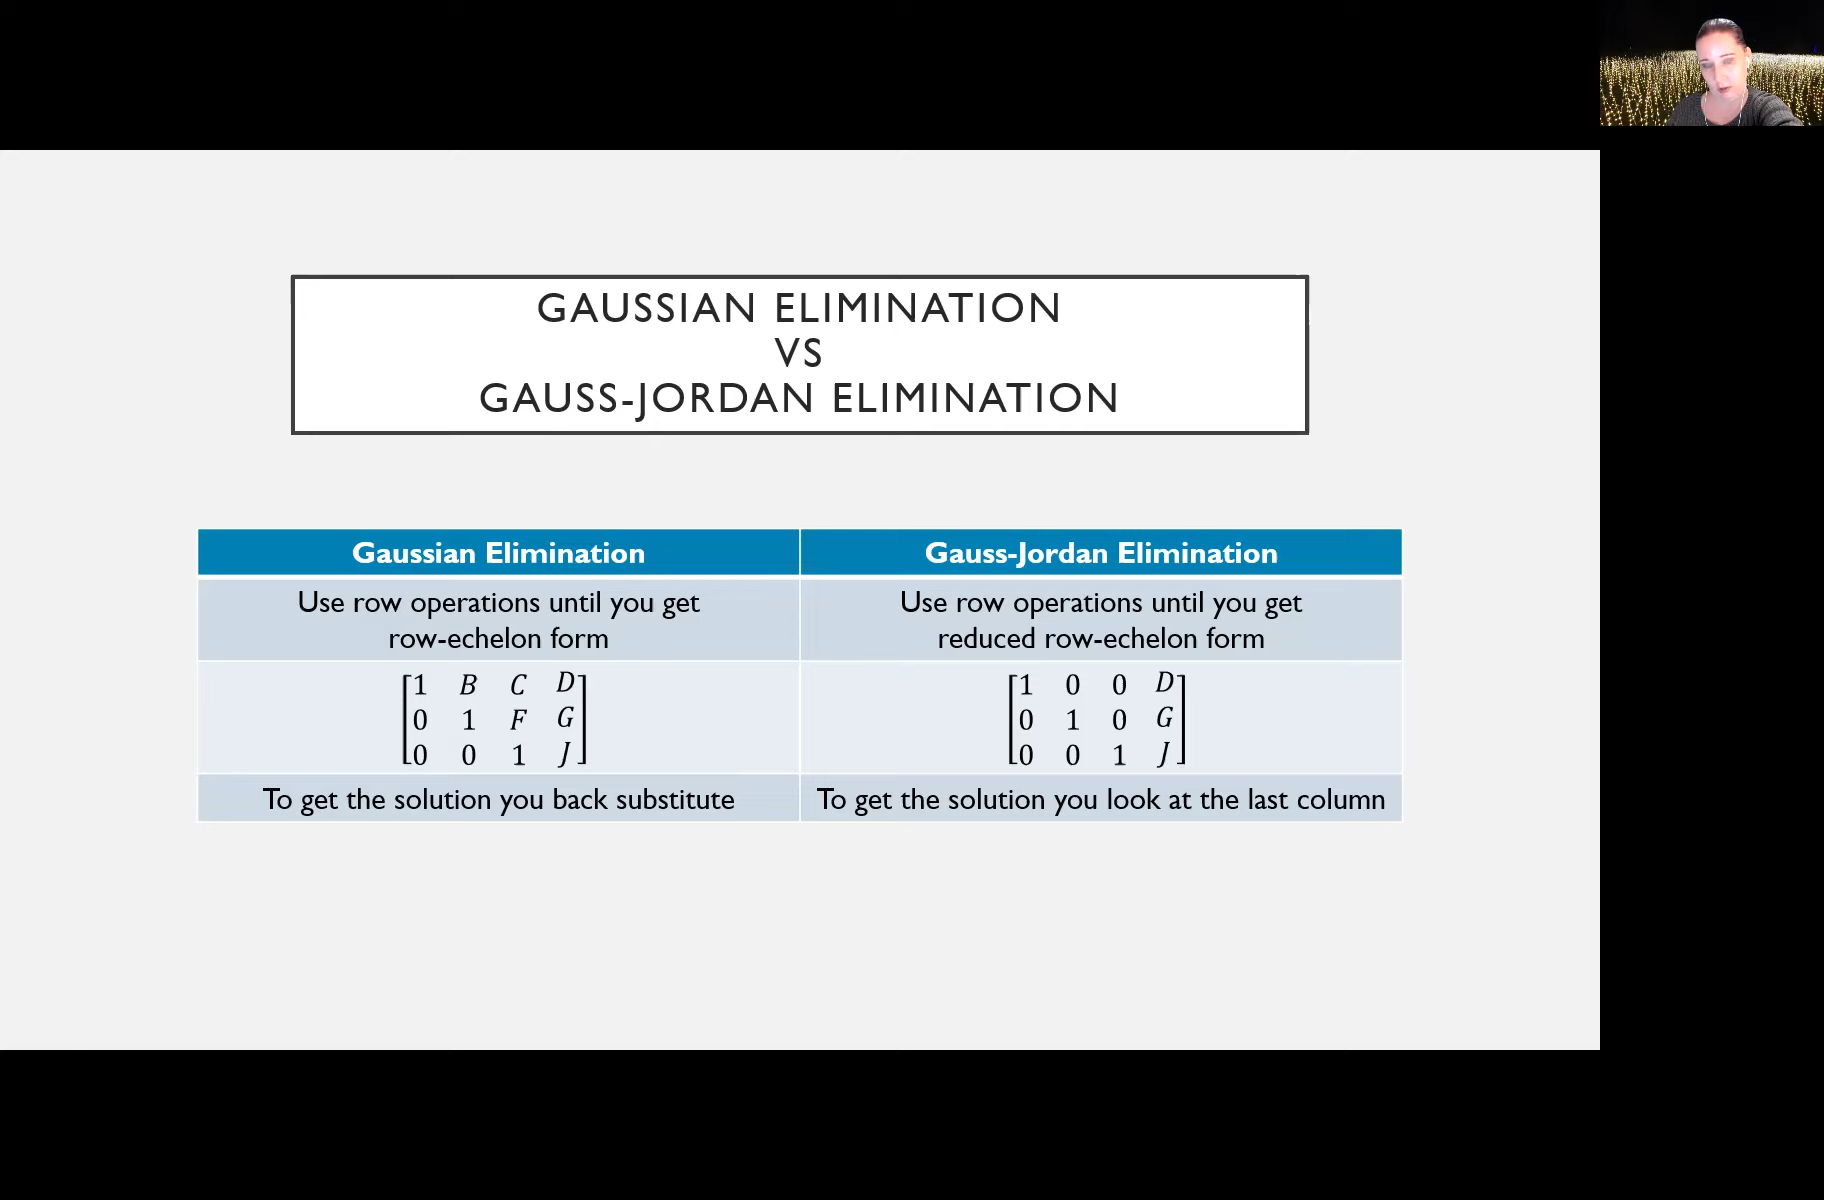 GAUSSIAN ELIMINATION
VS
GAUSS-JORDAN ELIMINATION
Gaussian Elimination
Gauss-Jordan Elimination
Use row operations until you get
row-echelon form
Use row operations until you get
reduced row-echelon form
1 B C D
0 1 F G
0 0 1 J
1 0 0 D
0 1 0 G
0 0 1 J
To get the solution you back substitute
To get the solution you look at the last column